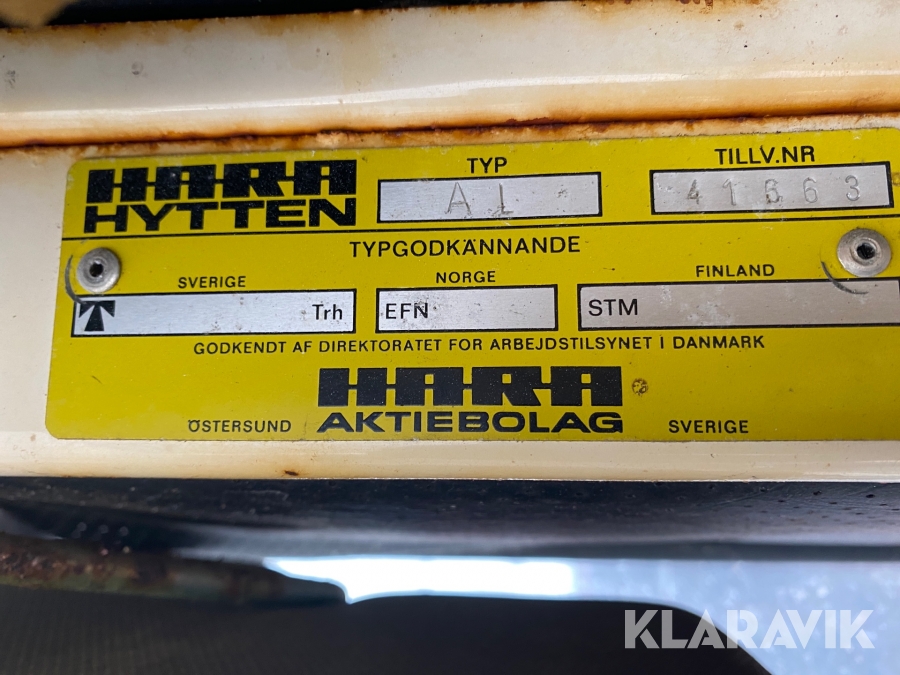 HARA
HYTTEN
TYP
A1
TILLV.NR
41663
TYPGODKÄNNANDE
SVERIGE
NORGE
FINLAND
T
Trh
EFN
STM
GODKENDT AF DIREKTORATET FOR ARBEJDSTILSYNET I DANMARK
HARA
ÖSTERSUND AKTIEBOLAG SVERIGE
KLARAVIK